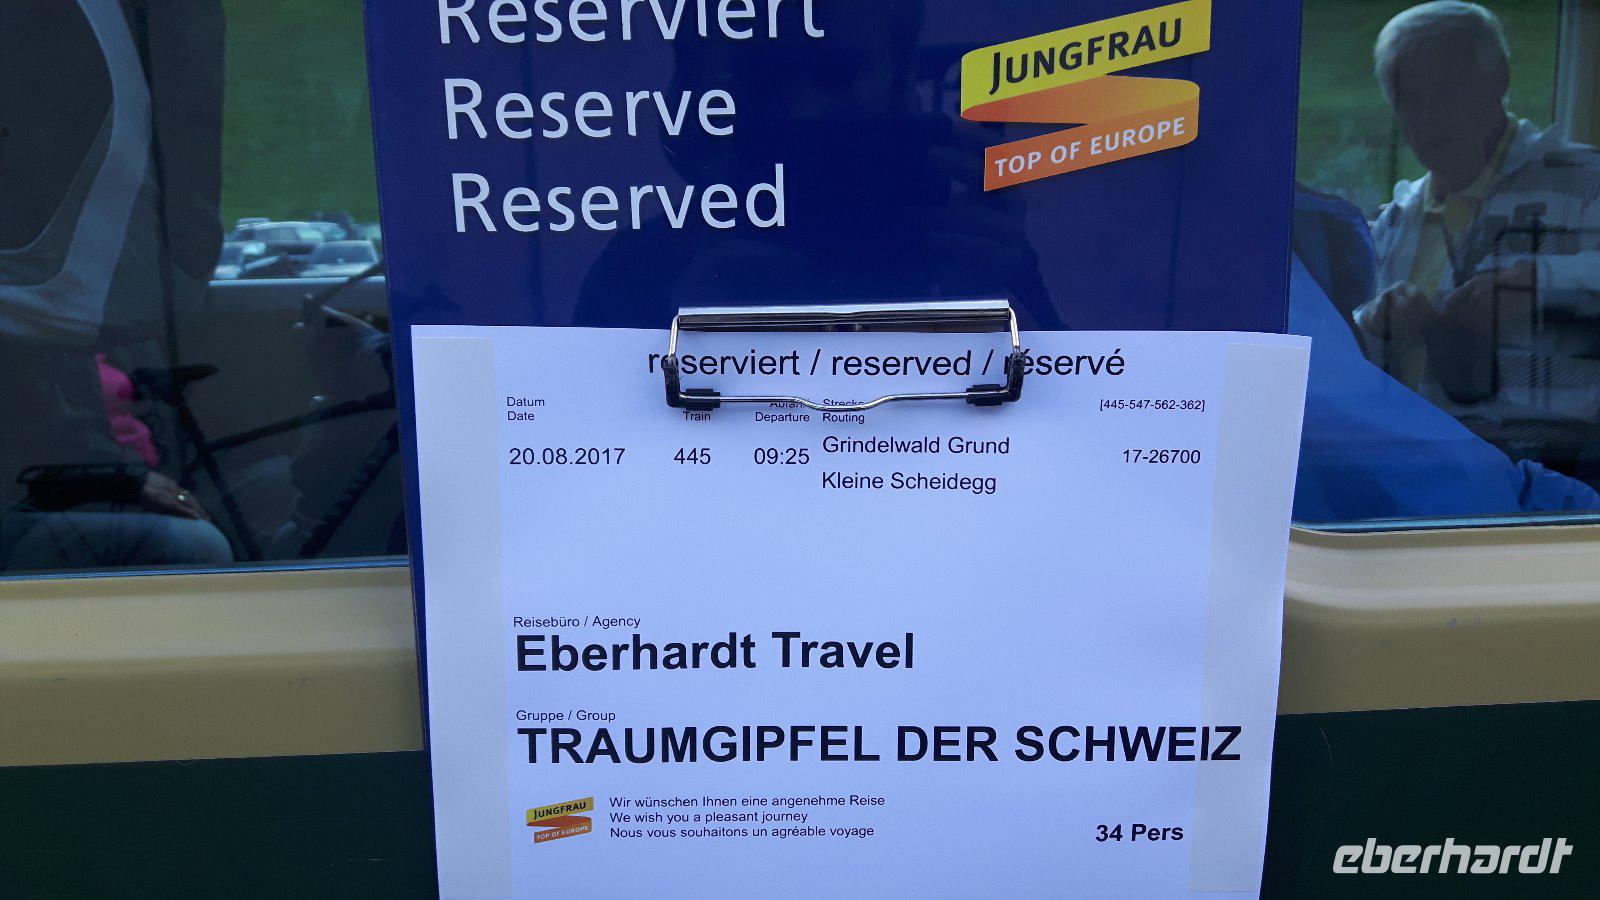 Reserviert
Reserve
Reserved
JUNGFRAU
TOP OF EUROPE
reserviert / reserved / réservé
Datum
Date
Train
Abfahrt
Departure
Strecke
Routing
[445-547-562-362]
20.08.2017 445 09:25 Grindelwald Grund 17-26700
Kleine Scheidegg
Reisebüro / Agency
Eberhardt Travel
Gruppe / Group
TRAUMGIPFEL DER SCHWEIZ
JUNGFRAU
TOP OF EUROPE
Wir wünschen Ihnen eine angenehme Reise
We wish you a pleasant journey
Nous vous souhaitons un agréable voyage
34 Pers
eberhardt